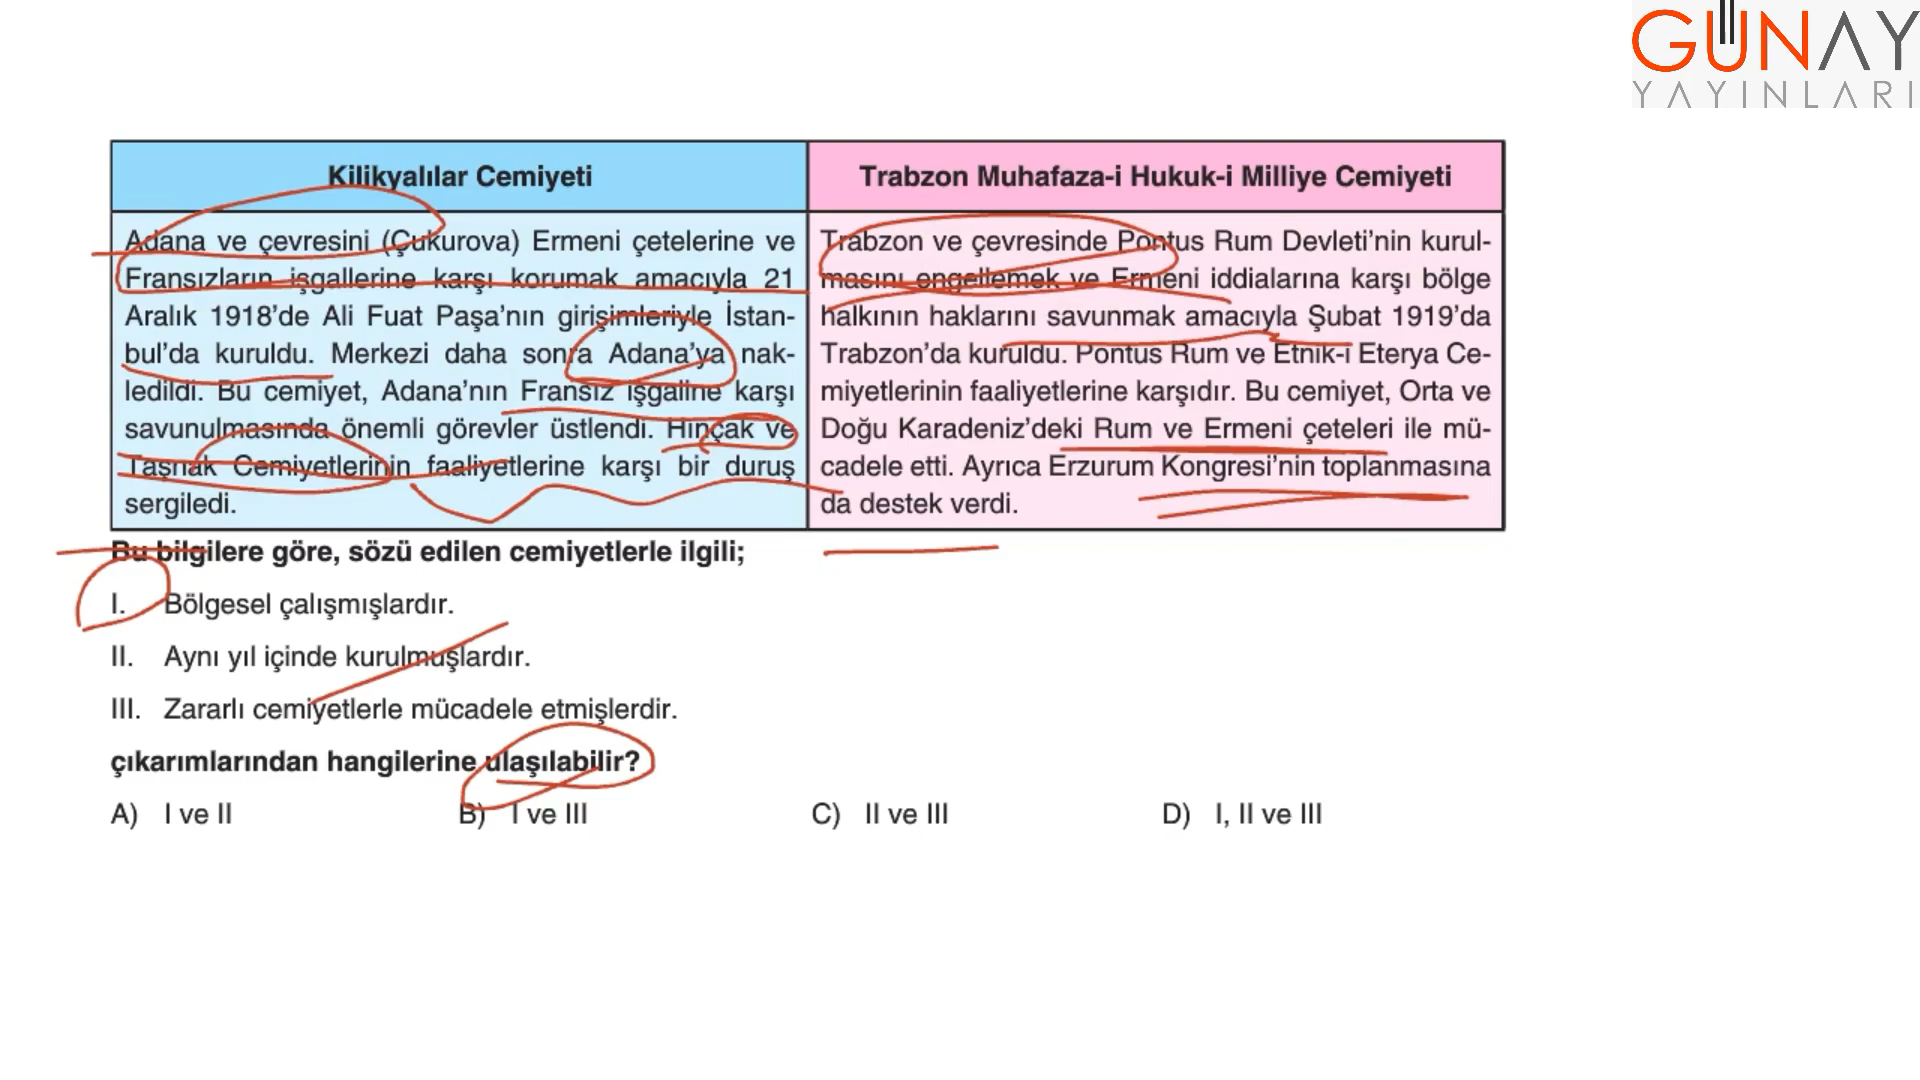 GÜNAY
YAYINLARI
Kilikyalılar Cemiyeti
Adana ve çevresini (Çukurova) Ermeni çetelerine ve
Fransızların işgallerine karşı korumak amacıyla 21
Aralık 1918’de Ali Fuat Paşa’nın girişimleriyle İstan-
bul’da kuruldu. Merkezi daha sonra Adana’ya nak-
ledildi. Bu cemiyet, Adana’nın Fransız işgaline karşı
savunulmasında önemli görevler üstlendi. Hınçak ve
Taşnak Cemiyetlerinin faaliyetlerine karşı bir duruş
sergiledi.
Trabzon Muhafaza-i Hukuk-i Milliye Cemiyeti
Trabzon ve çevresinde Pontus Rum Devleti’nin kurul-
masını engellemek ve Ermeni iddialarına karşı bölge
halkının haklarını savunmak amacıyla Şubat 1919’da
Trabzon’da kuruldu. Pontus Rum ve Etnik-i Eterya Ce-
miyetlerinin faaliyetlerine karşıdır. Bu cemiyet, Orta ve
Doğu Karadeniz’deki Rum ve Ermeni çeteleri ile mü-
cadele etti. Ayrıca Erzurum Kongresi’nin toplanmasına
da destek verdi.
Bu bilgilere göre, sözü edilen cemiyetlerle ilgili;
I. Bölgesel çalışmışlardır.
II. Aynı yıl içinde kurulmuşlardır.
III. Zararlı cemiyetlerle mücadele etmişlerdir.
çıkarımlarından hangilerine ulaşılabilir?
A) I ve II B) I ve III C) II ve III D) I, II ve III